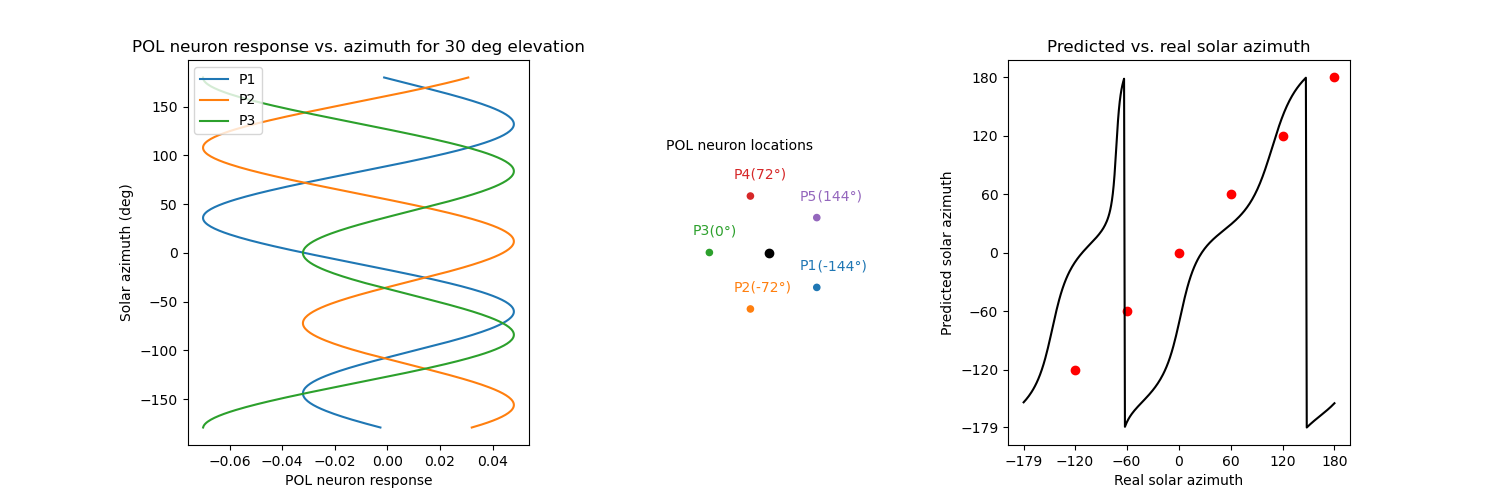 POL neuron response vs. azimuth for 30 deg elevation
P1
P2
P3
150
100
50
0
−50
−100
−150
Solar azimuth (deg)
−0.06 −0.04 −0.02 0.00 0.02 0.04
POL neuron response
POL neuron locations
P4(72°)
P5(144°)
P3(0°)
P1(-144°)
P2(-72°)
Predicted vs. real solar azimuth
180
120
60
0
−60
−120
−179
Predicted solar azimuth
−179 −120 −60 0 60 120 180
Real solar azimuth